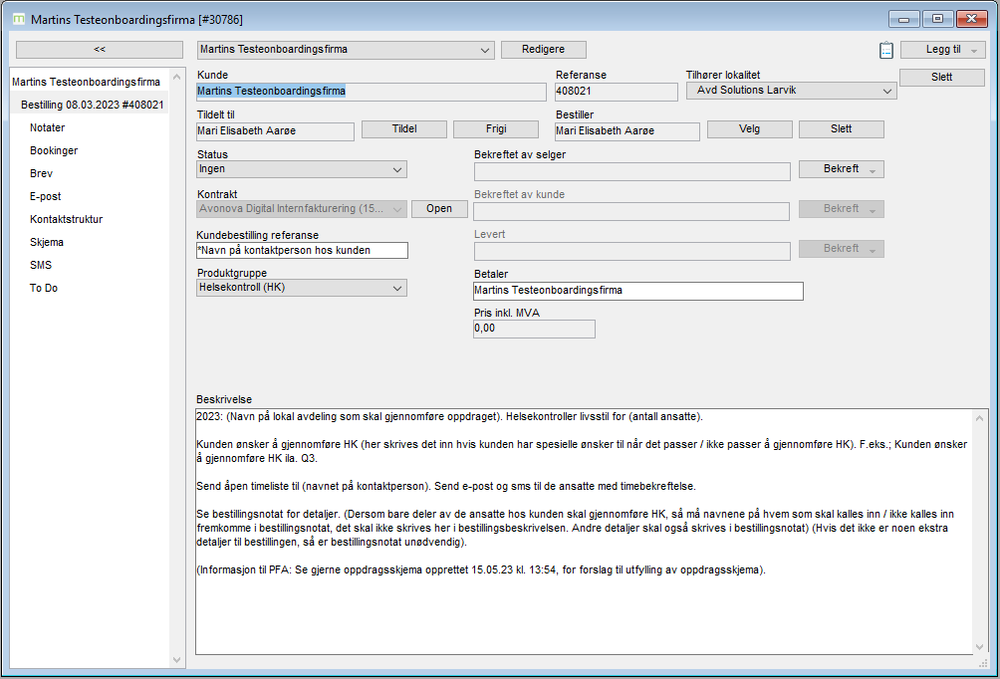 m Martins Testeonboardingsfirma [#30786]
<<
Martins Testeonboardingsfirma
Redigere
Legg til
Martins Testeonboardingsfirma
Bestilling 08.03.2023 #408021
Notater
Bookinger
Brev
E-post
Kontaktstruktur
Skjema
SMS
To Do
Kunde
Referanse
Tilhører lokalitet
Slett
Martins Testeonboardingsfirma
408021
Avd Solutions Larvik
Tildelt til
Bestiller
Mari Elisabeth Aarøe
Tildel
Frigi
Mari Elisabeth Aarøe
Velg
Slett
Status
Bekreftet av selger
Ingen
Bekreft
Kontrakt
Bekreftet av kunde
Avonova Digital Internfakturering (15...
Open
Bekreft
Kundebestilling referanse
Levert
*Navn på kontaktperson hos kunden
Bekreft
Produktgruppe
Betaler
Helsekontroll (HK)
Martins Testeonboardingsfirma
Pris inkl. MVA
0,00
Beskrivelse
2023: (Navn på lokal avdeling som skal gjennomføre oppdraget). Helsekontroller livsstil for (antall ansatte).
Kunden ønsker å gjennomføre HK (her skrives det inn hvis kunden har spesielle ønsker til når det passer / ikke passer å gjennomføre HK). F.eks.; Kunden ønsker
å gjennomføre HK ila. Q3.
Send åpen timeliste til (navnet på kontaktperson). Send e-post og sms til de ansatte med timebekreftelse.
Se bestillingsnotat for detaljer. (Dersom bare deler av de ansatte hos kunden skal gjennomføre HK, så må navnene på hvem som skal kalles inn / ikke kalles inn
fremkomme i bestillingsnotat, det skal ikke skrives her i bestillingsbeskrivelsen. Andre detaljer skal også skrives i bestillingsnotat) (Hvis det ikke er noen ekstra
detaljer til bestillingen, så er bestillingsnotat unødvendig).
(Informasjon til PFA: Se gjerne oppdragsskjema opprettet 15.05.23 kl. 13:54, for forslag til utfylling av oppdragsskjema).